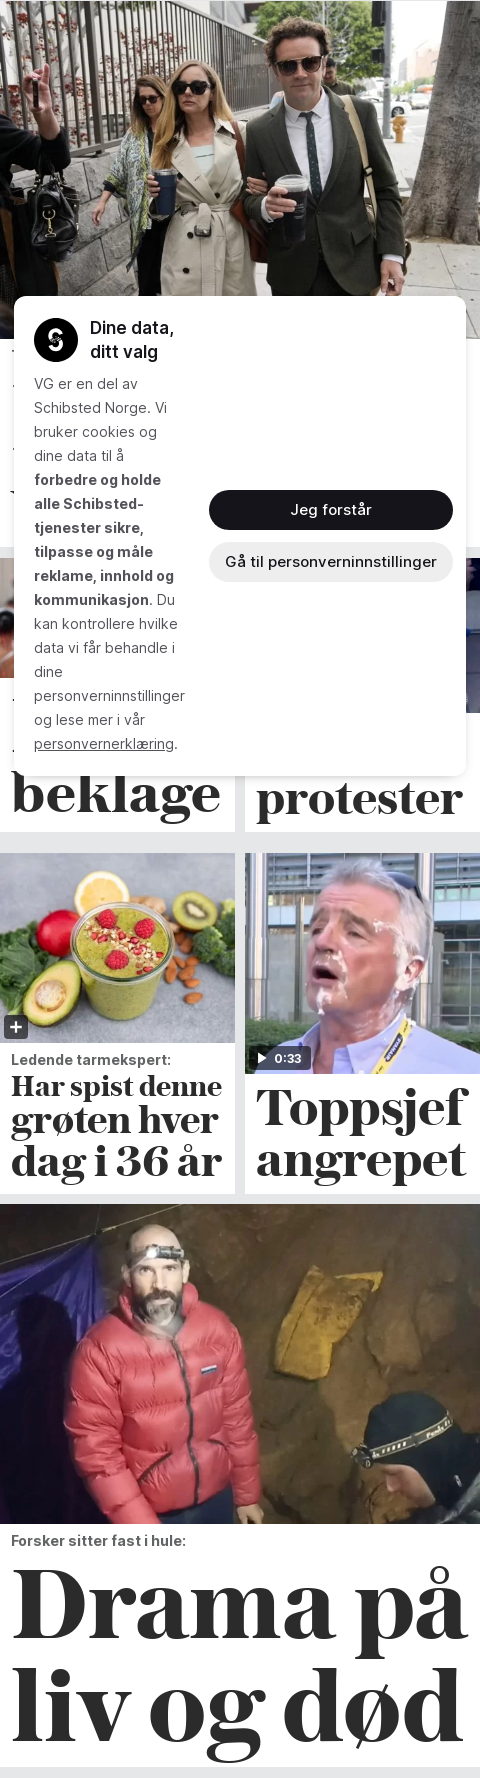 Dine data,
ditt valg
VG er en del av
Schibsted Norge. Vi
bruker cookies og
dine data til å
forbedre og holde
alle Schibsted-
tjenester sikre,
tilpasse og måle
reklame, innhold og
kommunikasjon. Du
kan kontrollere hvilke
data vi får behandle i
dine
personverninnstillinger
og lese mer i vår
personvernerklæring.
Jeg forstår
Gå til personverninnstillinger
beklage
protester
Ledende tarmekspert:
Har spist denne
grøten hver
dag i 36 år
0:33
Toppsjef
angrepet
Forsker sitter fast i hule:
Drama på
liv og død